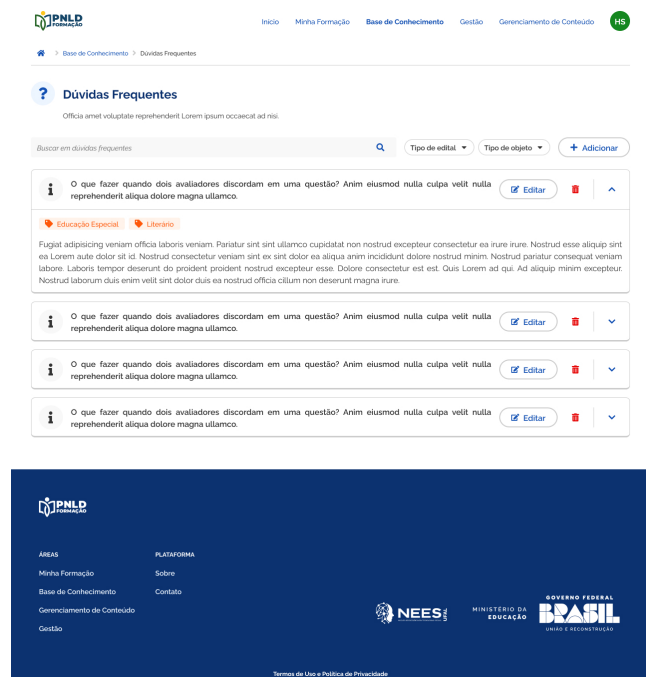 PNLD
FORMAÇÃO
Início Minha Formação Base de Conhecimento Gestão Gerenciamento de Conteúdo HS
Base de Conhecimento > Dúvidas Frequentes
? Dúvidas Frequentes
Officia amet voluptate reprehenderit Lorem ipsum occaecat ad nisi.
Buscar em dúvidas frequentes Tipo de edital Tipo de objeto + Adicionar
O que fazer quando dois avaliadores discordam em uma questão? Anim eiusmod nulla culpa velit nulla
reprehenderit aliqua dolore magna ullamco.
Editar
Educação Especial Literário
Fugiat adipisicing veniam officia laboris veniam. Pariatur sint sint ullamco cupidatat non nostrud excepteur consectetur ea irure irure. Nostrud esse aliquip sint
ea Lorem aute dolor sit id. Nostrud consectetur veniam sint ex sint dolor ea aliqua anim incididunt dolore nostrud minim. Nostrud pariatur consequat veniam
labore. Laboris tempor deserunt do proident proident nostrud excepteur esse. Dolore consectetur est est. Quis Lorem ad qui. Ad aliquip minim excepteur.
Nostrud laborum duis enim velit sint dolor duis ea nostrud officia cillum non deserunt magna irure.
O que fazer quando dois avaliadores discordam em uma questão? Anim eiusmod nulla culpa velit nulla
reprehenderit aliqua dolore magna ullamco.
Editar
O que fazer quando dois avaliadores discordam em uma questão? Anim eiusmod nulla culpa velit nulla
reprehenderit aliqua dolore magna ullamco.
Editar
O que fazer quando dois avaliadores discordam em uma questão? Anim eiusmod nulla culpa velit nulla
reprehenderit aliqua dolore magna ullamco.
Editar
PNLD
FORMAÇÃO
ÁREAS
Minha Formação
Base de Conhecimento
Gerenciamento de Conteúdo
Gestão
PLATAFORMA
Sobre
Contato
NEES
UFAL
MINISTÉRIO DA
EDUCAÇÃO
GOVERNO FEDERAL
BRASIL
UNIÃO E RECONSTRUÇÃO
Termos de Uso e Política de Privacidade